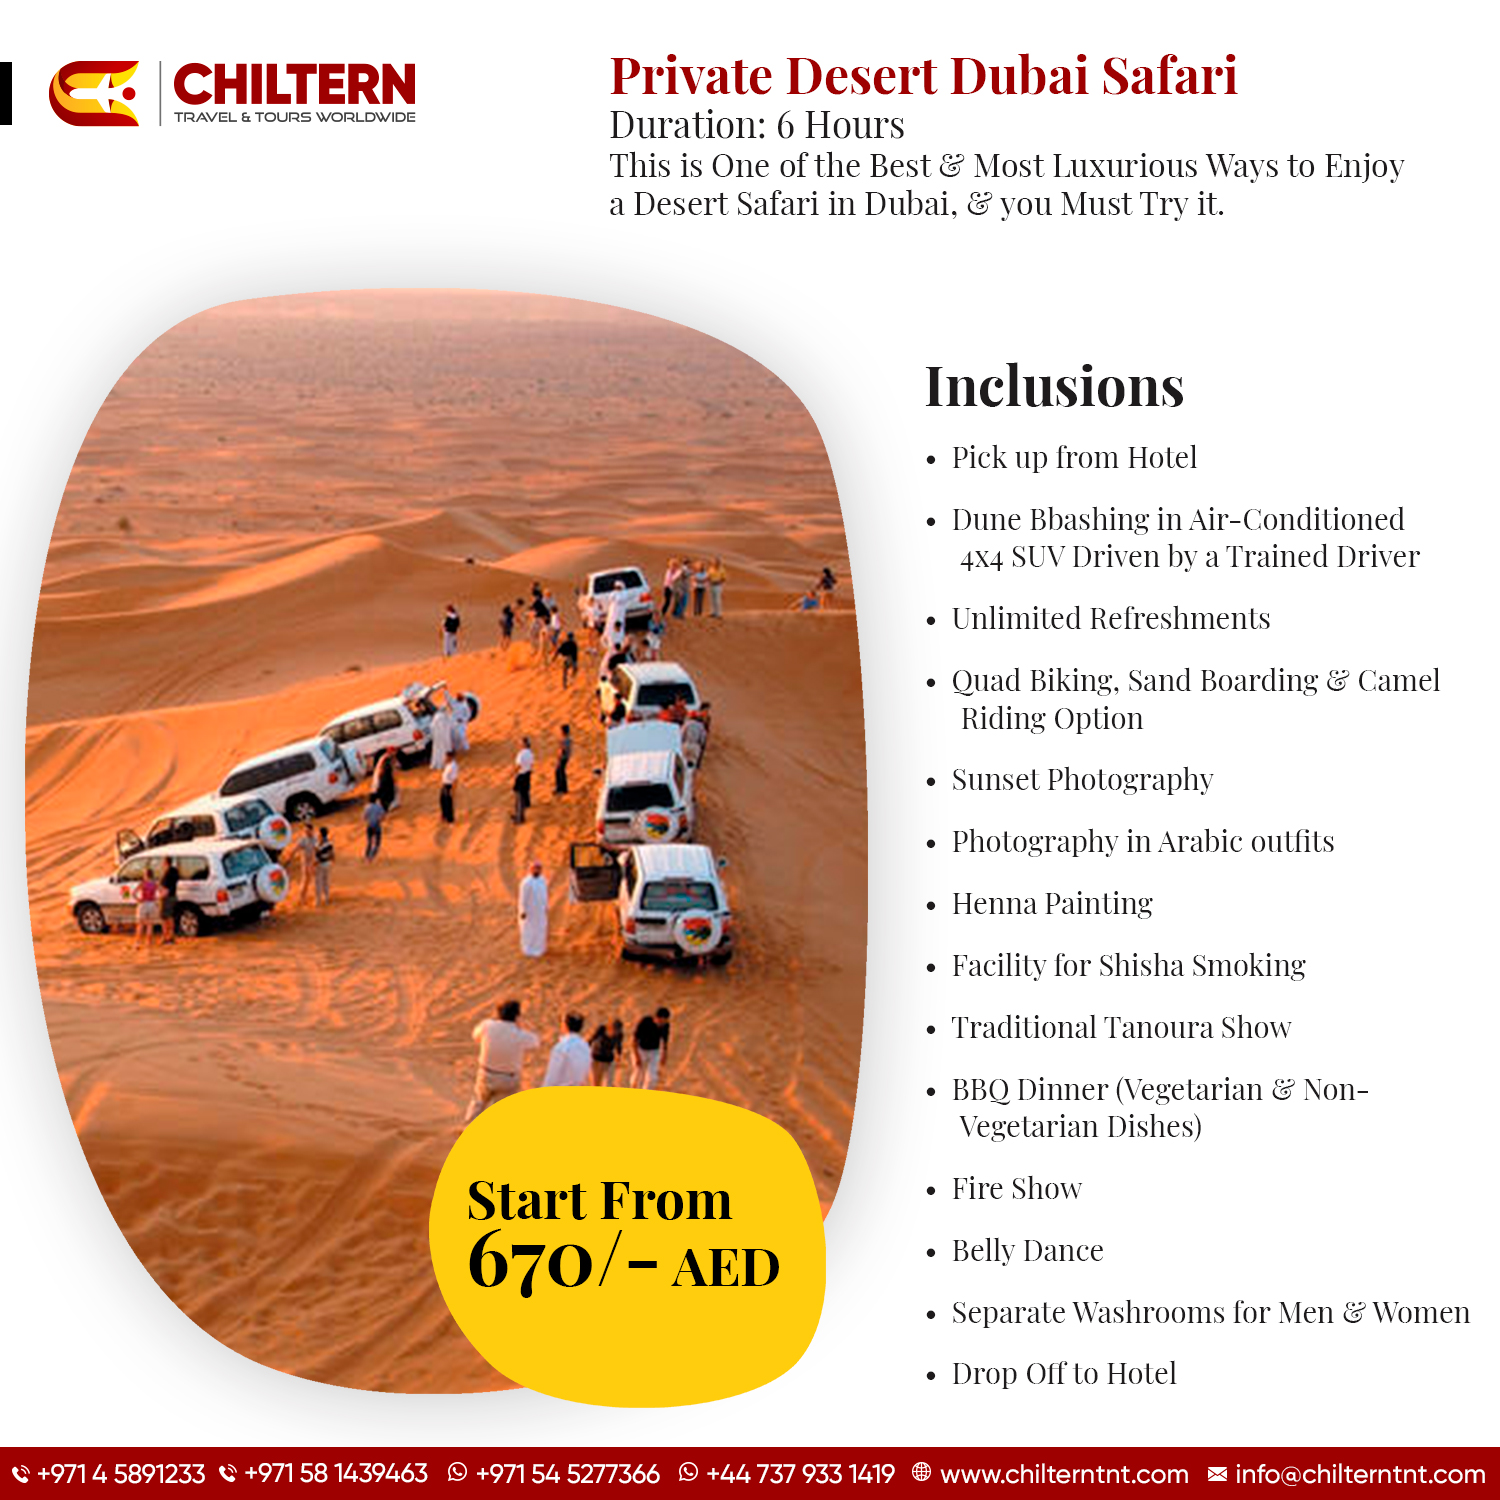 CHILTERN
TRAVEL & TOURS WORLDWIDE
Private Desert Dubai Safari
Duration: 6 Hours
This is One of the Best & Most Luxurious Ways to Enjoy
a Desert Safari in Dubai, & you Must Try it.
Inclusions
• Pick up from Hotel
• Dune Bbashing in Air-Conditioned
4x4 SUV Driven by a Trained Driver
• Unlimited Refreshments
• Quad Biking, Sand Boarding & Camel
Riding Option
• Sunset Photography
• Photography in Arabic outfits
• Henna Painting
• Facility for Shisha Smoking
• Traditional Tanoura Show
• BBQ Dinner (Vegetarian & Non-
Vegetarian Dishes)
• Fire Show
• Belly Dance
• Separate Washrooms for Men & Women
• Drop Off to Hotel
Start From
670/- AED
+971 4 5891233 +971 58 1439463 +971 54 5277366 +44 737 933 1419 www.chilterntnt.com info@chilterntnt.com